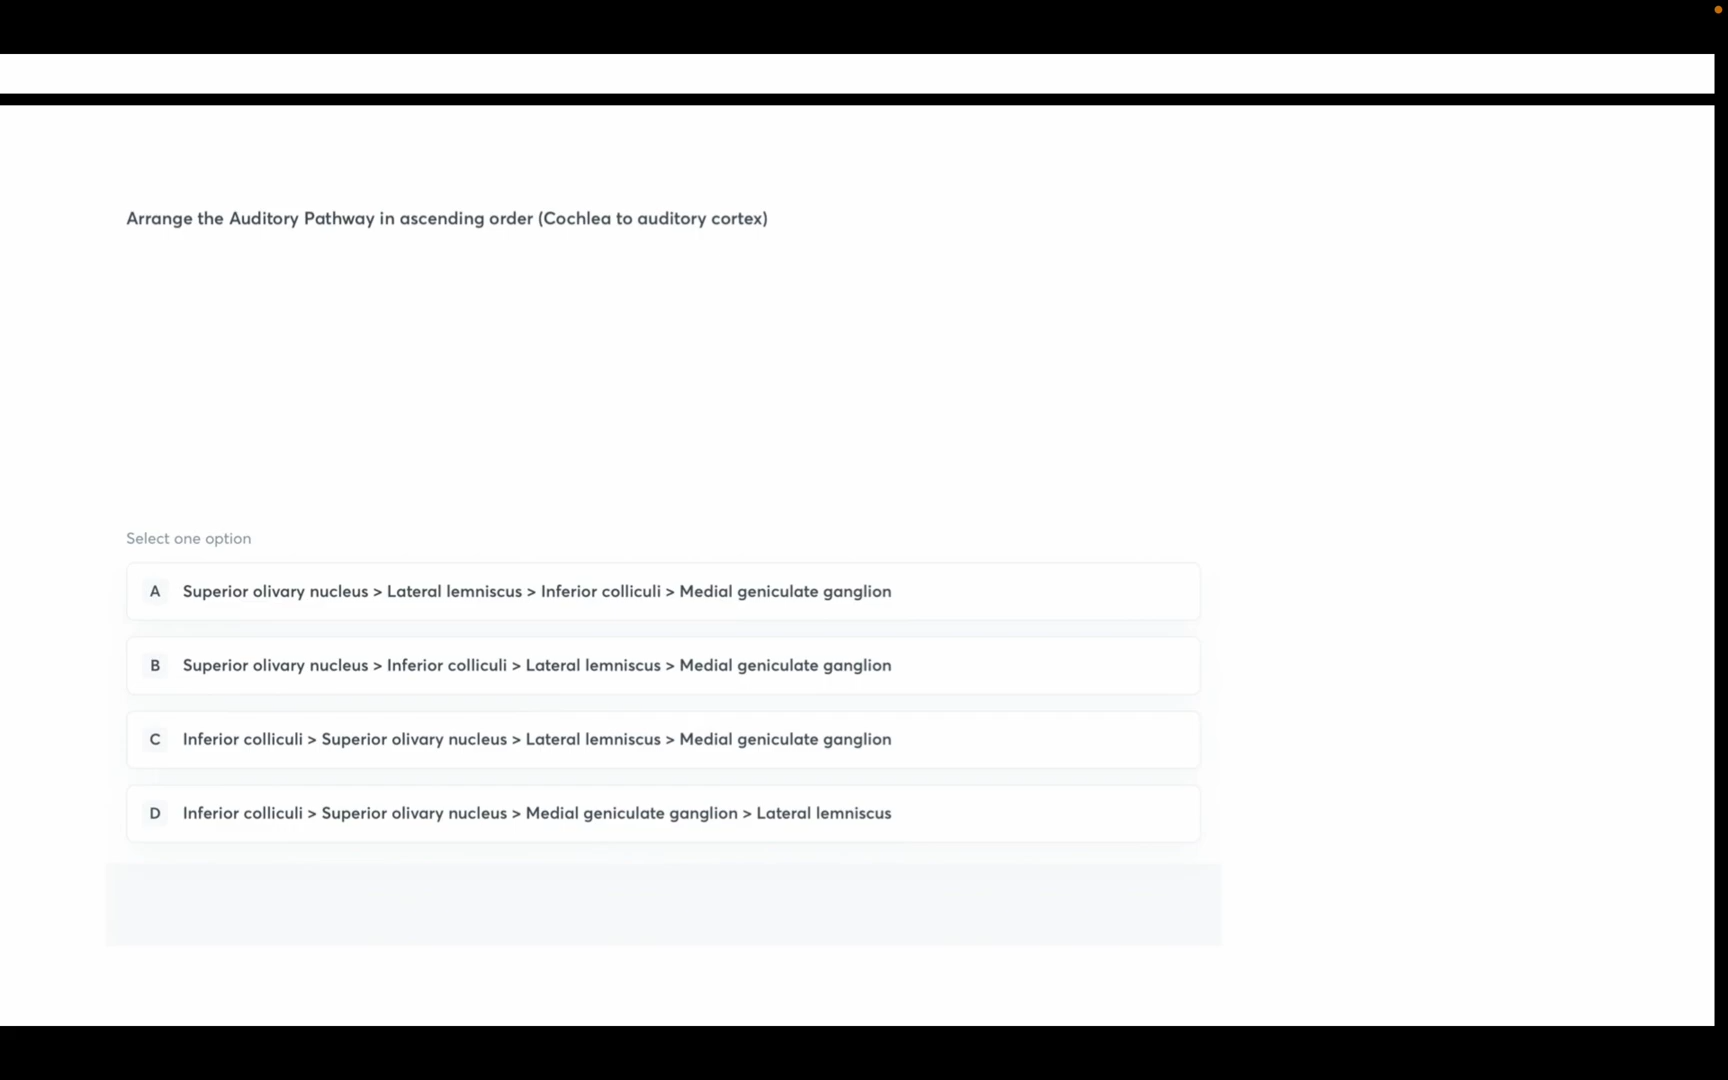 Arrange the Auditory Pathway in ascending order (Cochlea to auditory cortex)
Select one option
A Superior olivary nucleus > Lateral lemniscus > Inferior colliculi > Medial geniculate ganglion
B Superior olivary nucleus > Inferior colliculi > Lateral lemniscus > Medial geniculate ganglion
C Inferior colliculi > Superior olivary nucleus > Lateral lemniscus > Medial geniculate ganglion
D Inferior colliculi > Superior olivary nucleus > Medial geniculate ganglion > Lateral lemniscus